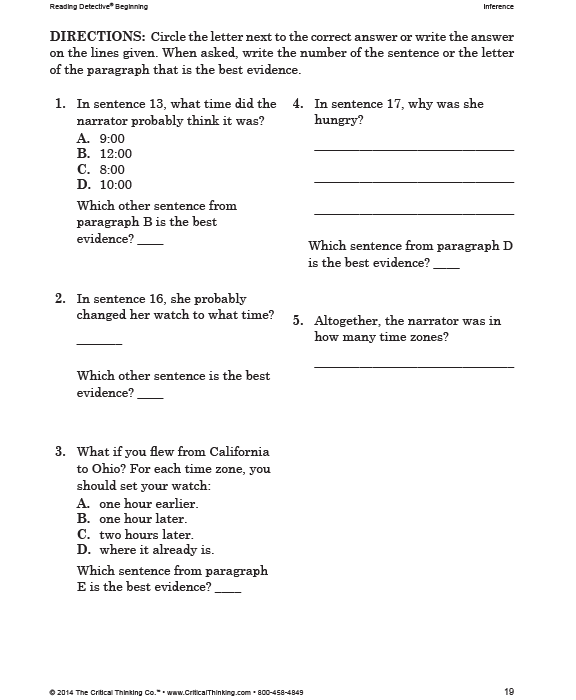 Reading Detective® Beginning
Inference
DIRECTIONS: Circle the letter next to the correct answer or write the answer
on the lines given. When asked, write the number of the sentence or the letter
of the paragraph that is the best evidence.
1. In sentence 13, what time did the
narrator probably think it was?
A. 9:00
B. 12:00
C. 8:00
D. 10:00
Which other sentence from
paragraph B is the best
evidence? ____
2. In sentence 16, she probably
changed her watch to what time?
_______
Which other sentence is the best
evidence? ____
3. What if you flew from California
to Ohio? For each time zone, you
should set your watch:
A. one hour earlier.
B. one hour later.
C. two hours later.
D. where it already is.
Which sentence from paragraph
E is the best evidence? ____
4. In sentence 17, why was she
hungry?
_______________________________
_______________________________
_______________________________
Which sentence from paragraph D
is the best evidence? ____
5. Altogether, the narrator was in
how many time zones?
_______________________________
© 2014 The Critical Thinking Co.™ • www.CriticalThinking.com • 800-458-4849
19